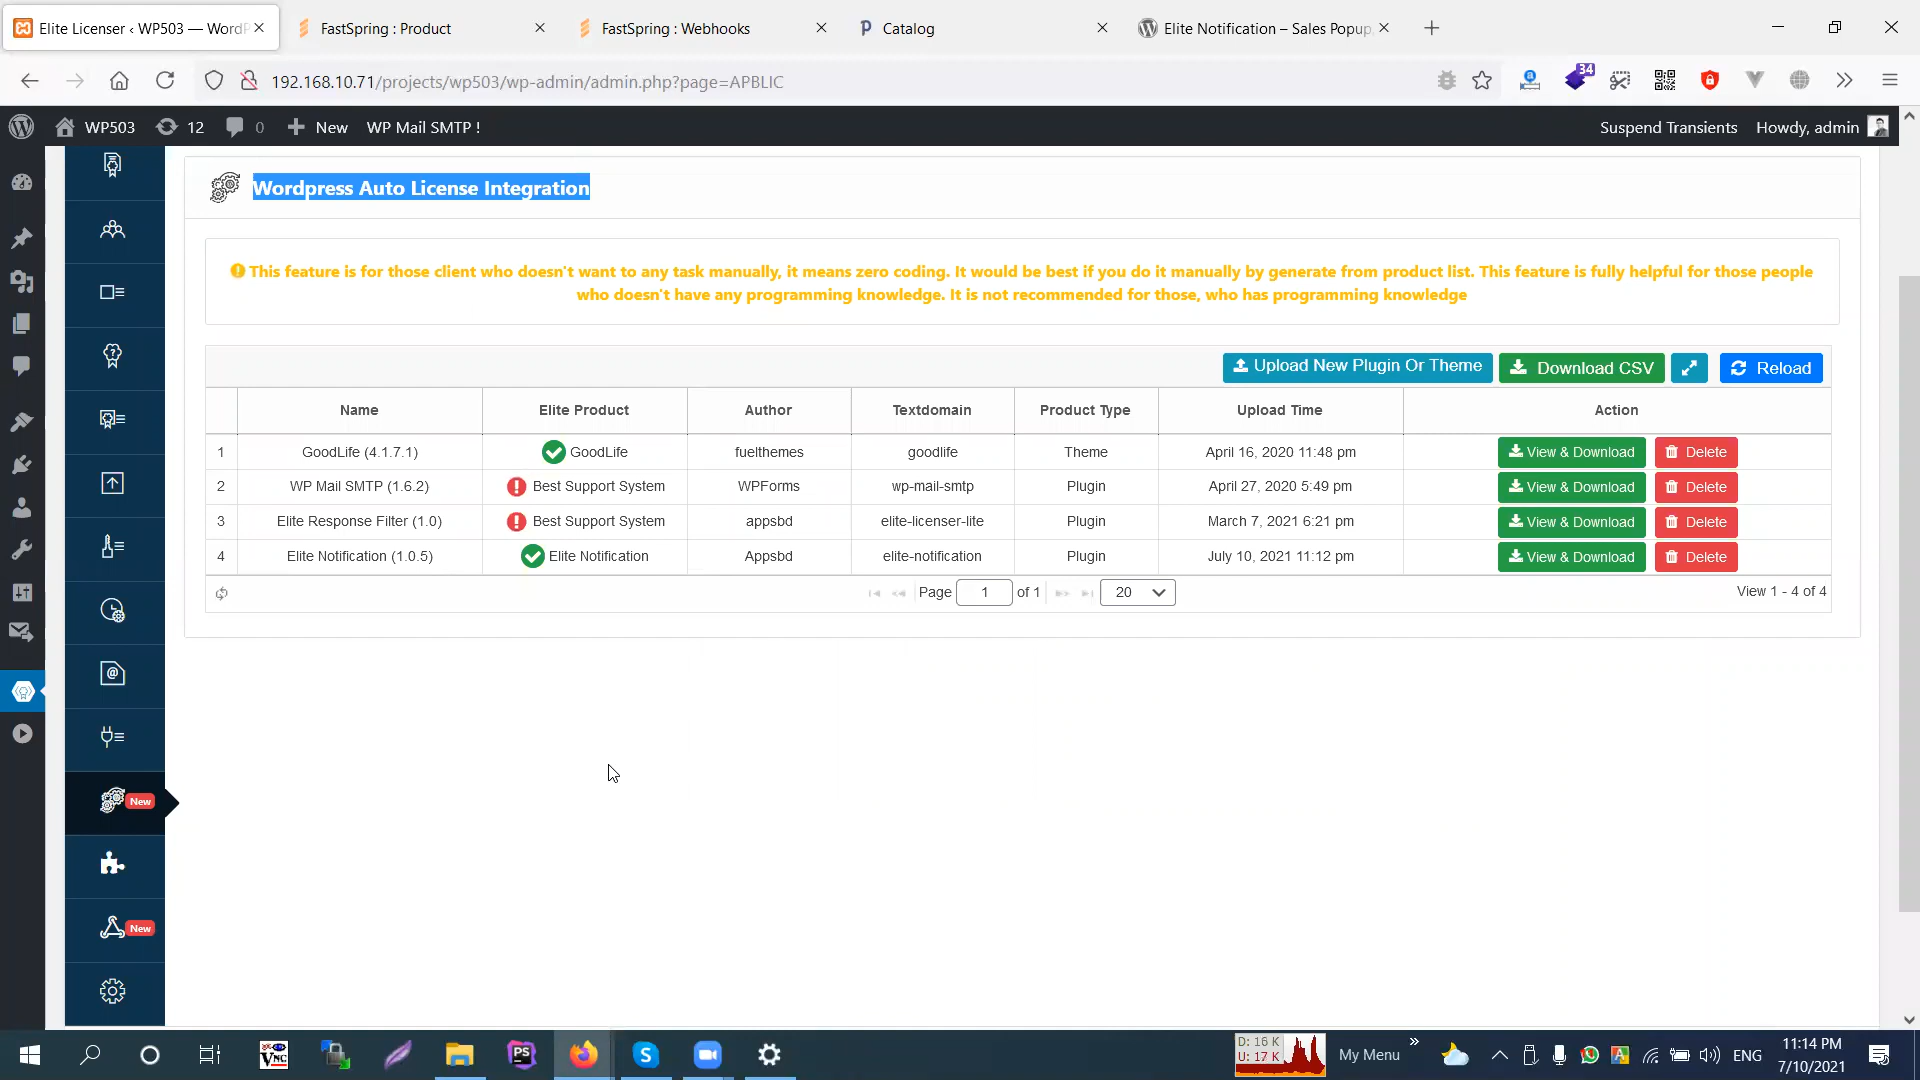 Elite Licenser ‹ WP503 — WordP
FastSpring : Product
FastSpring : Webhooks
Catalog
Elite Notification – Sales Popup,
192.168.10.71/projects/wp503/wp-admin/admin.php?page=APBLIC
34
WP503 12 0 New WP Mail SMTP !
Suspend Transients Howdy, admin
Wordpress Auto License Integration
This feature is for those client who doesn't want to any task manually, it means zero coding. It would be best if you do it manually by generate from product list. This feature is fully helpful for those people
who doesn't have any programming knowledge. It is not recommended for those, who has programming knowledge
Upload New Plugin Or Theme Download CSV Reload
Name Elite Product Author Textdomain Product Type Upload Time Action
1 GoodLife (4.1.7.1) GoodLife fuelthemes goodlife Theme April 16, 2020 11:48 pm View & Download Delete
2 WP Mail SMTP (1.6.2) Best Support System WPForms wp-mail-smtp Plugin April 27, 2020 5:49 pm View & Download Delete
3 Elite Response Filter (1.0) Best Support System appsbd elite-licenser-lite Plugin March 7, 2021 6:21 pm View & Download Delete
4 Elite Notification (1.0.5) Elite Notification Appsbd elite-notification Plugin July 10, 2021 11:12 pm View & Download Delete
Page 1 of 1 20 View 1 - 4 of 4
New
New
VNC
PS
D: 16 K
U: 17 K
My Menu
ENG
11:14 PM
7/10/2021